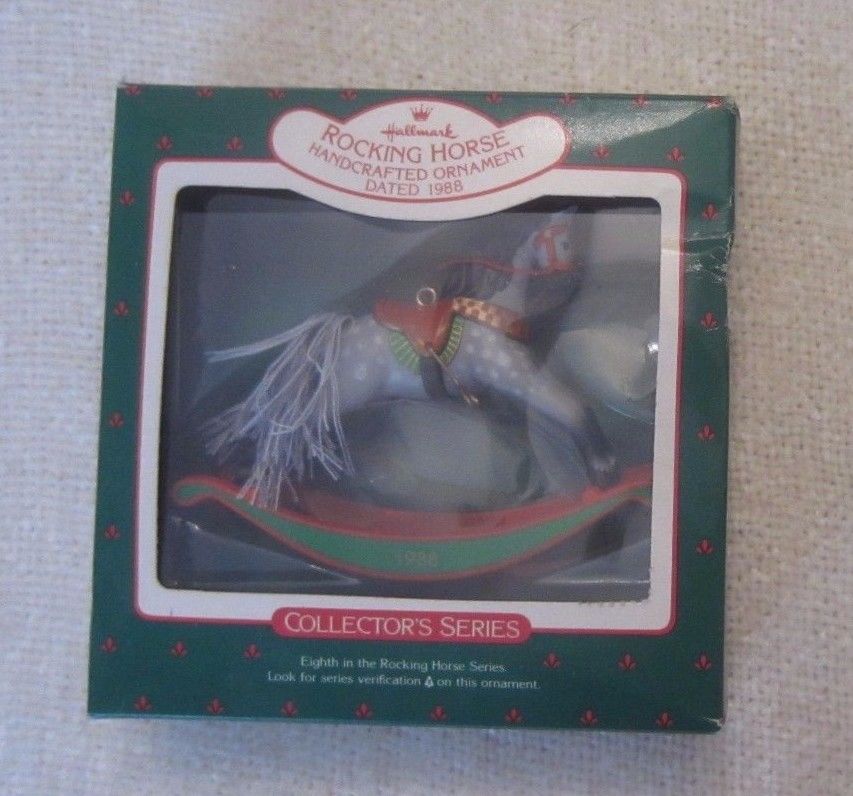 Hallmark
ROCKING HORSE
HANDCRAFTED ORNAMENT
DATED 1988
1988
COLLECTOR'S SERIES
Eighth in the Rocking Horse Series.
Look for series verification on this ornament.